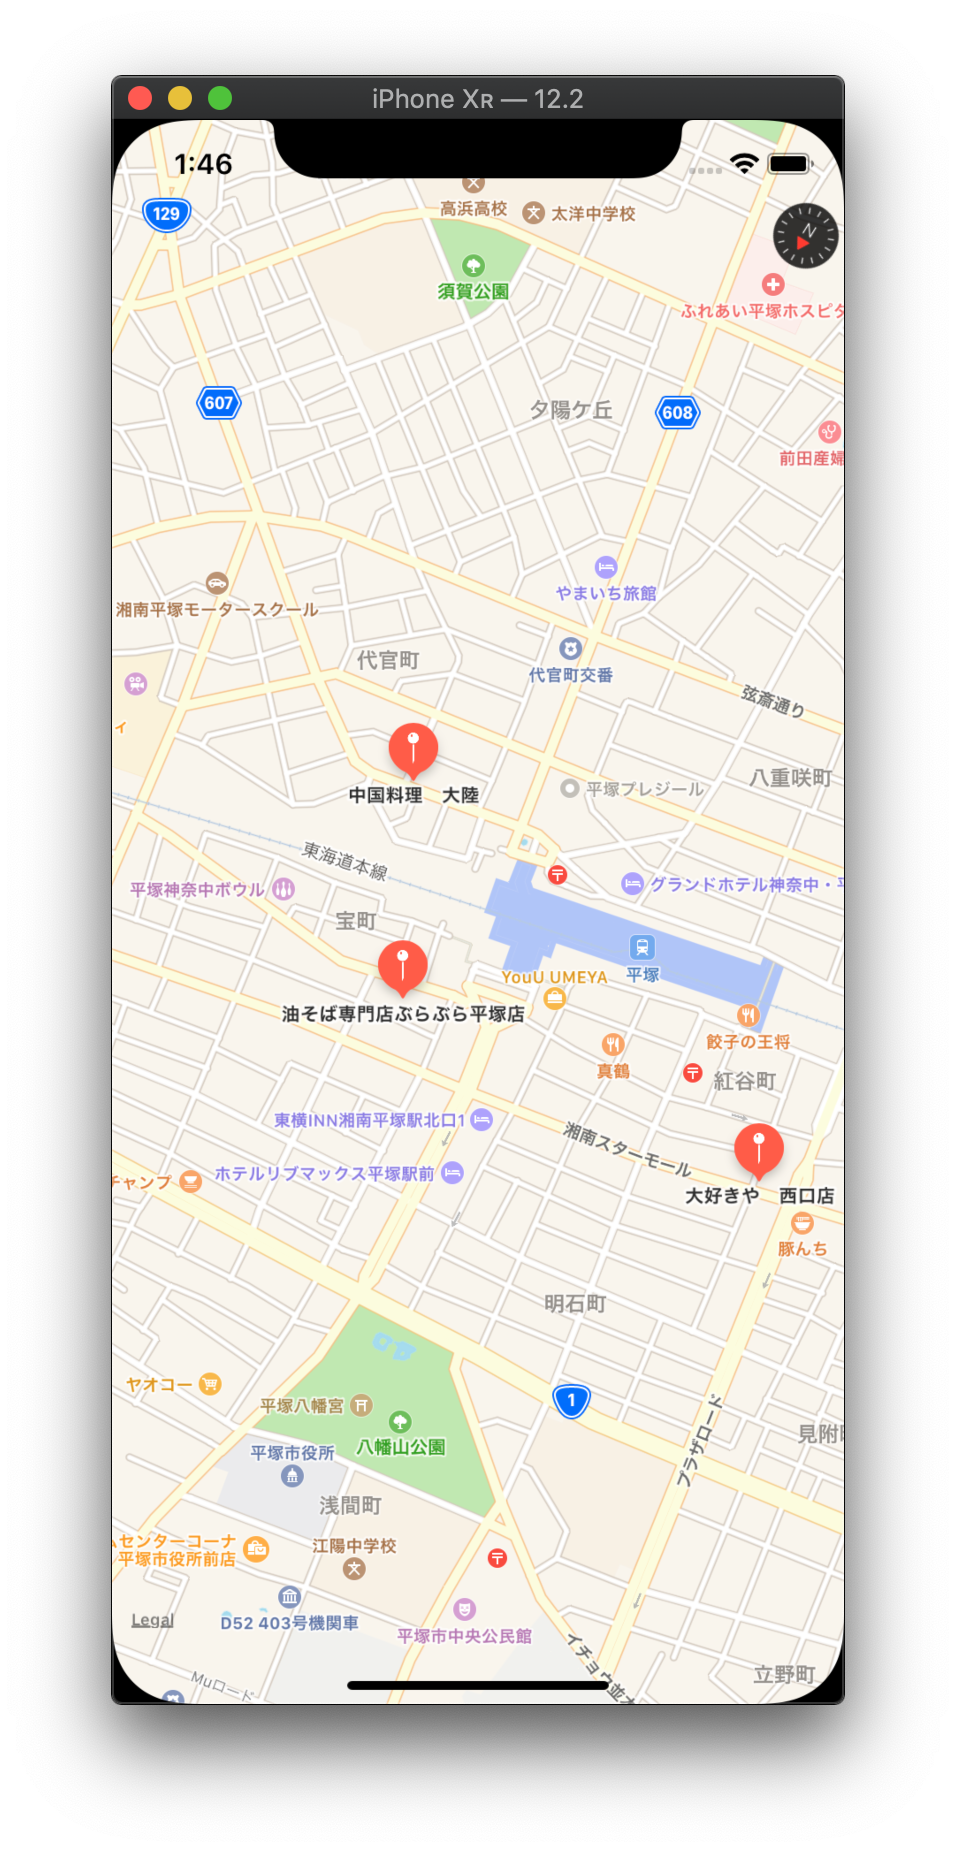 iPhone Xʀ — 12.2
1:46
129
高浜高校
太洋中学校
N
須賀公園
ふれあい平塚ホスピタ
607
夕陽ケ丘
608
前田産婦
やまいち旅館
湘南平塚モータースクール
代官町
代官町交番
弦斎通り
イ
八重咲町
中国料理　大陸
平塚プレジール
東海道本線
平塚神奈中ボウル
グランドホテル神奈中・平
宝町
平塚
YouU UMEYA
油そば専門店ぶらぶら平塚店
餃子の王将
真鶴
紅谷町
東横INN湘南平塚駅北口1
湘南スターモール
ホテルリブマックス平塚駅前
チャンプ
大好きや　西口店
豚んち
明石町
ヤオコー
平塚八幡宮
1
八幡山公園
プラザロード
見附町
平塚市役所
浅間町
ムセンターコーナ
平塚市役所前店
江陽中学校
Legal
D52 403号機関車
平塚市中央公民館
イチョウ並木
立野町
Muロード